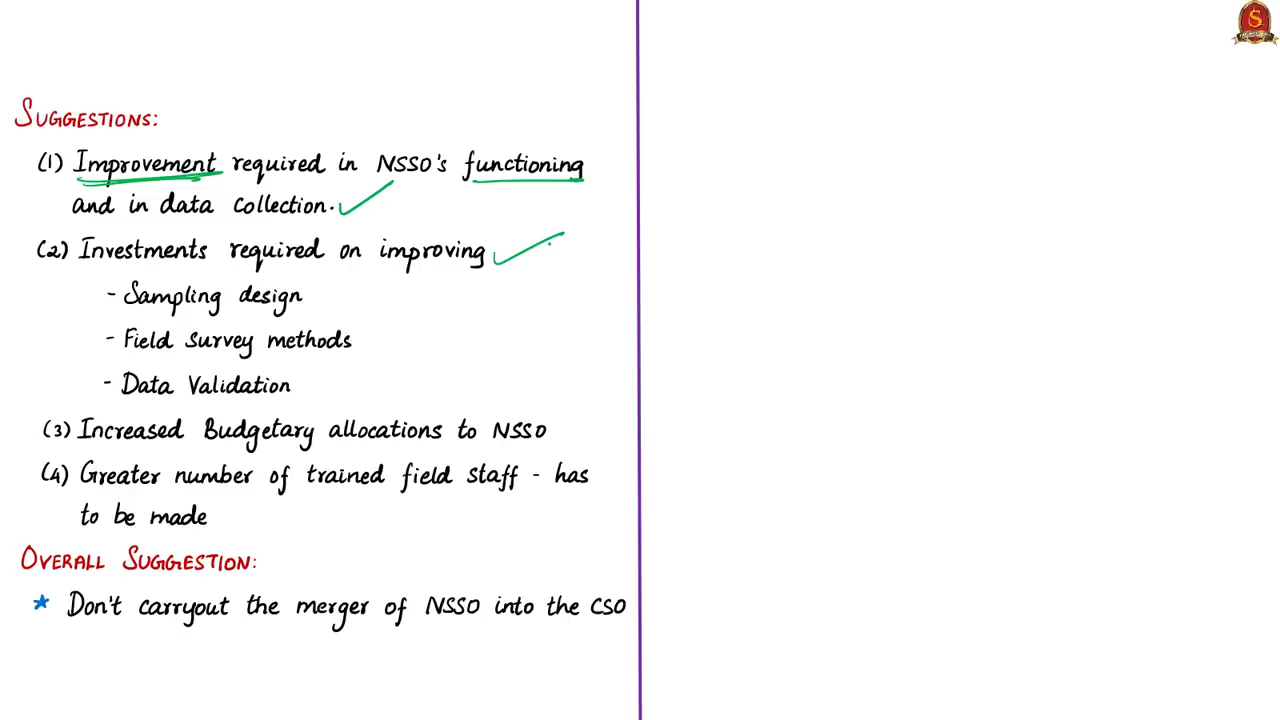 SUGGESTIONS:
(1) Improvement required in NSSO's functioning
and in data collection.
(2) Investments required on improving
- Sampling design
- Field survey methods
- Data Validation
(3) Increased Budgetary allocations to NSSO
(4) Greater number of trained field staff - has
to be made
OVERALL SUGGESTION:
* Don't carryout the merger of NSSO into the CSO
S